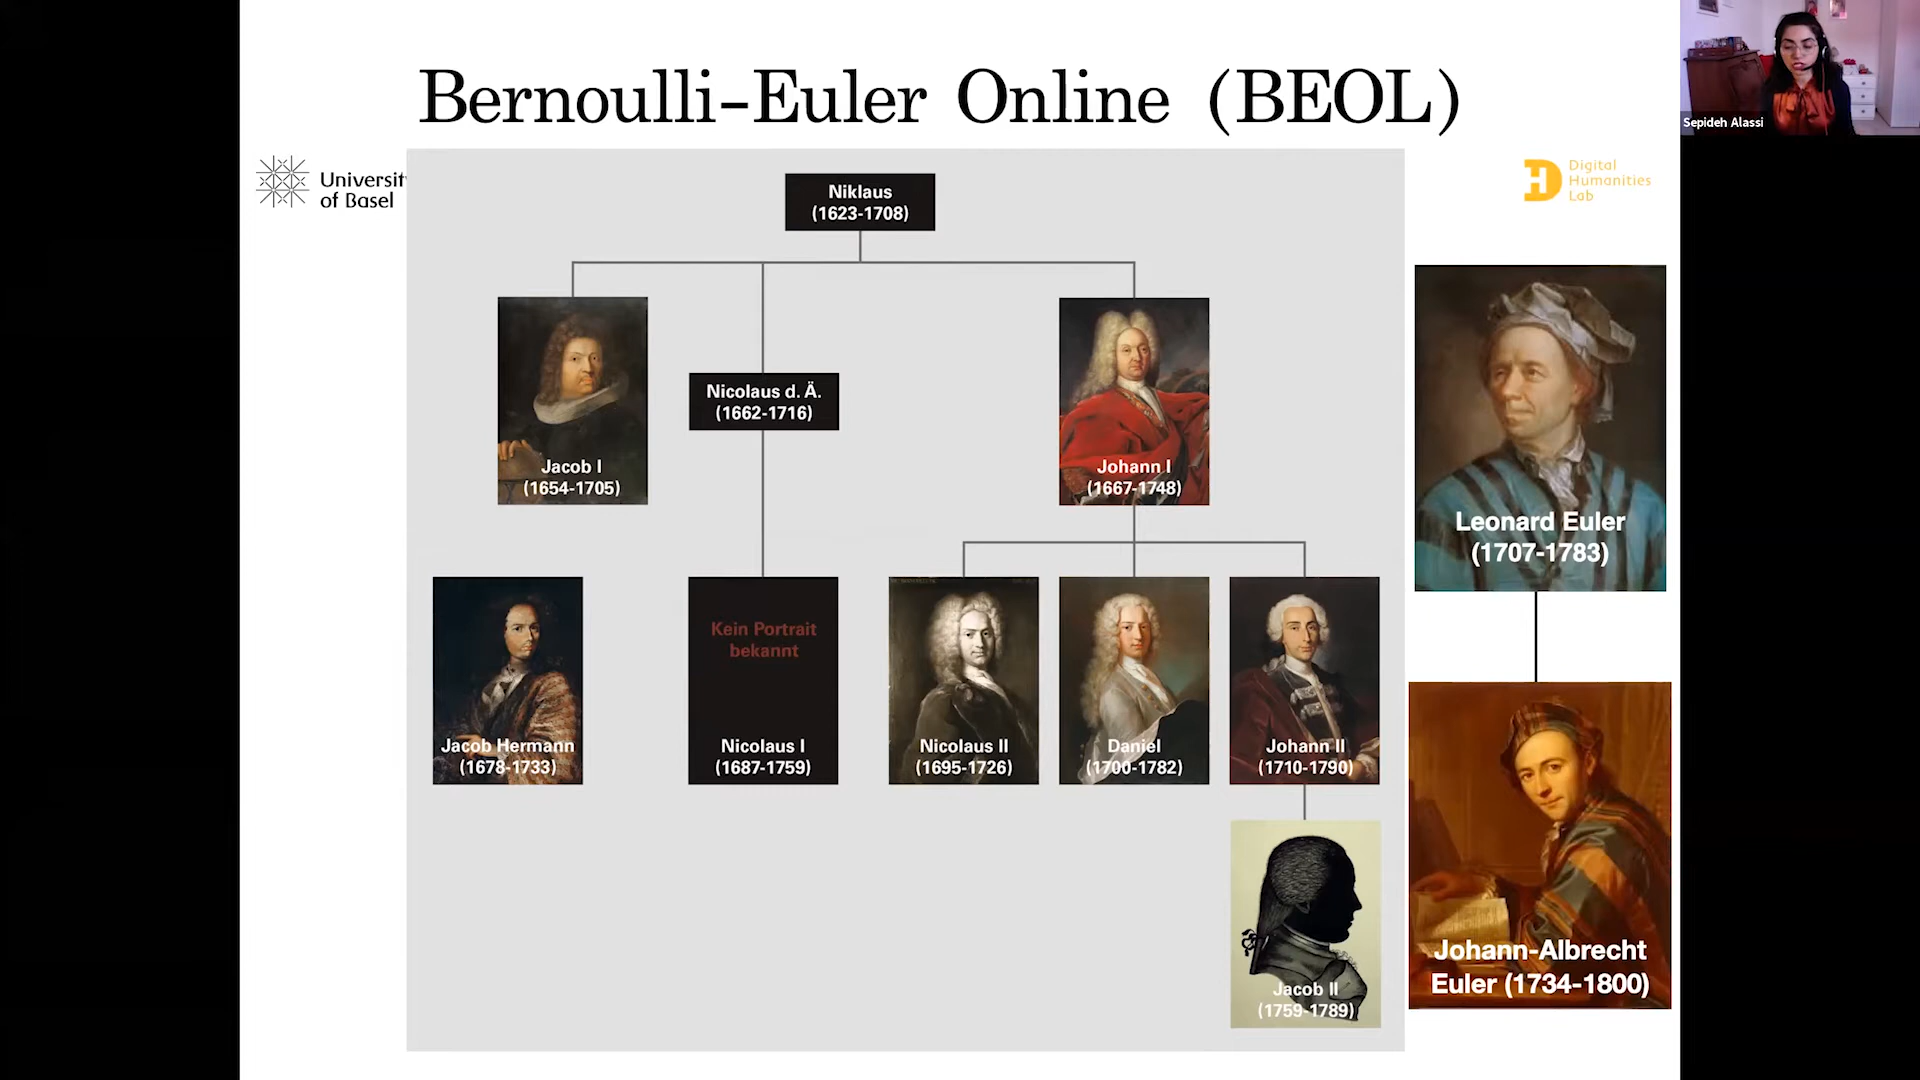 Bernoulli-Euler Online (BEOL)
Sepideh Alassi
Universit
of Basel
Digital
Humanities
Lab
Niklaus
(1623-1708)
Jacob I
(1654-1705)
Nicolaus d. Ä.
(1662-1716)
Johann I
(1667-1748)
Leonard Euler
(1707-1783)
Jacob Hermann
(1678-1733)
Kein Portrait
bekannt
Nicolaus I
(1687-1759)
Nicolaus II
(1695-1726)
Daniel
(1700-1782)
Johann II
(1710-1790)
Jacob II
(1759-1789)
Johann-Albrecht
Euler (1734-1800)